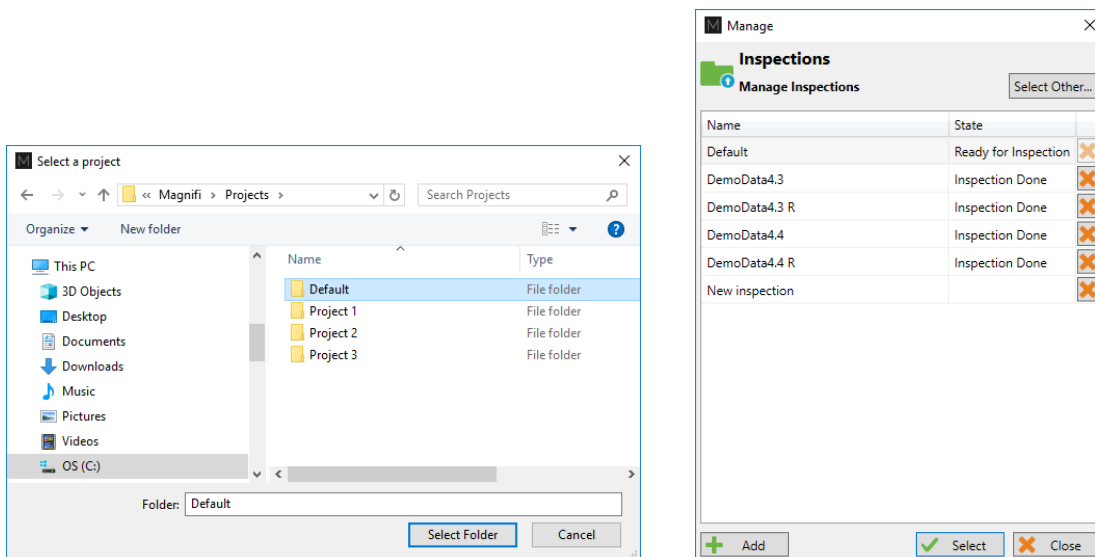 Select a project
« Magnifi › Projects ›
Search Projects
Organize
New folder
This PC
3D Objects
Desktop
Documents
Downloads
Music
Pictures
Videos
OS (C:)
Name Type
Default File folder
Project 1 File folder
Project 2 File folder
Project 3 File folder
Folder: Default
Select Folder
Cancel
M Manage
Inspections
Manage Inspections
Select Other...
Name State
Default Ready for Inspection
DemoData4.3 Inspection Done
DemoData4.3 R Inspection Done
DemoData4.4 Inspection Done
DemoData4.4 R Inspection Done
New inspection
Add
Select
Close